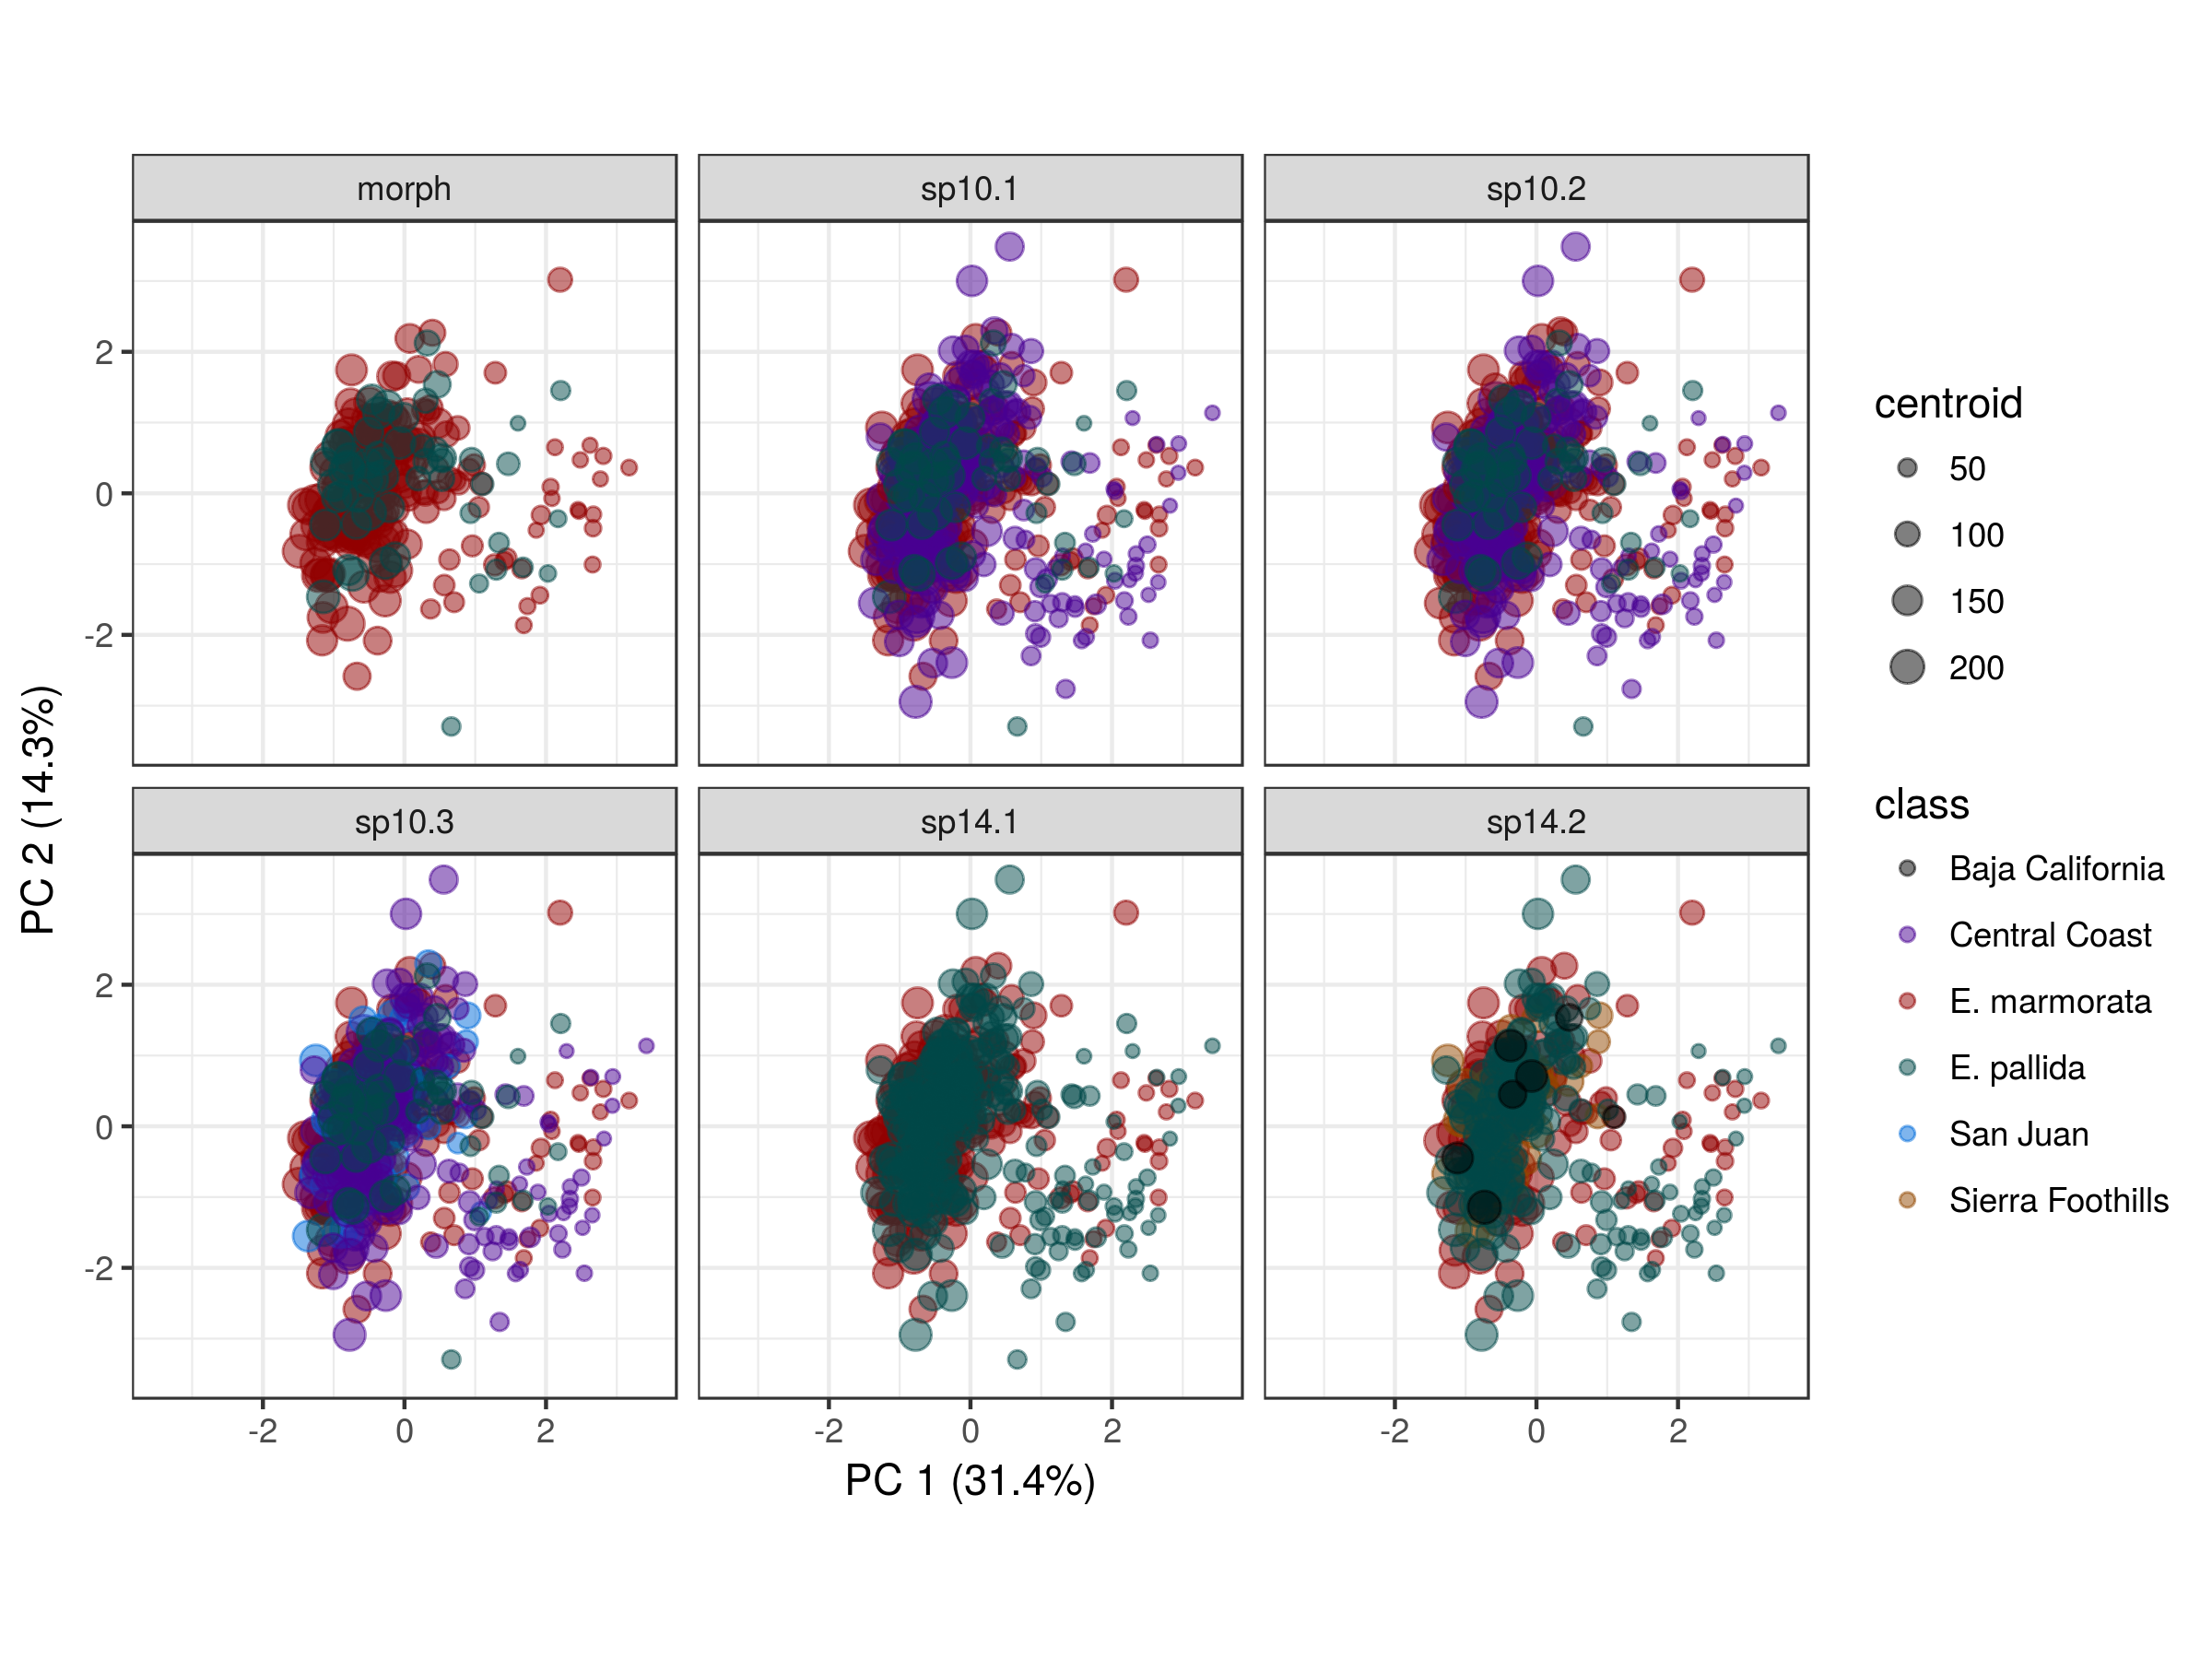 morph
sp10.1
sp10.2
2
0
-2
sp10.3
sp14.1
sp14.2
2
0
-2
-2 0 2
-2 0 2
-2 0 2
PC 1 (31.4%)
PC 2 (14.3%)
centroid
50
100
150
200
class
Baja California
Central Coast
E. marmorata
E. pallida
San Juan
Sierra Foothills